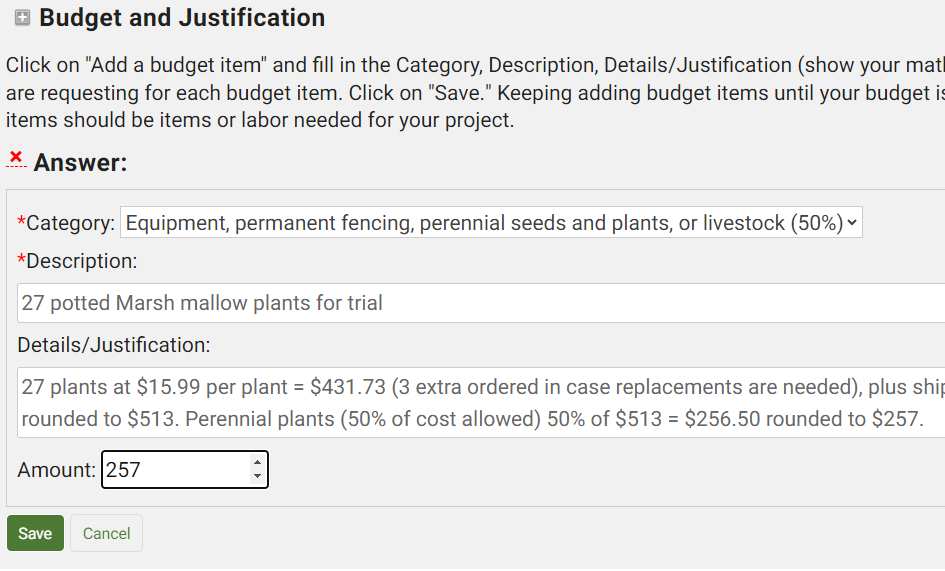 Budget and Justification
Click on "Add a budget item" and fill in the Category, Description, Details/Justification (show your
are requesting for each budget item. Click on "Save." Keeping adding budget items until your budget
items should be items or labor needed for your project.
Answer:
*Category: Equipment, permanent fencing, perennial seeds and plants, or livestock (50%)
*Description:
27 potted Marsh mallow plants for trial
Details/Justification:
27 plants at $15.99 per plant = $431.73 (3 extra ordered in case replacements are needed), plus
rounded to $513. Perennial plants (50% of cost allowed) 50% of $513 = $256.50 rounded to $257.
Amount: 257
Save Cancel